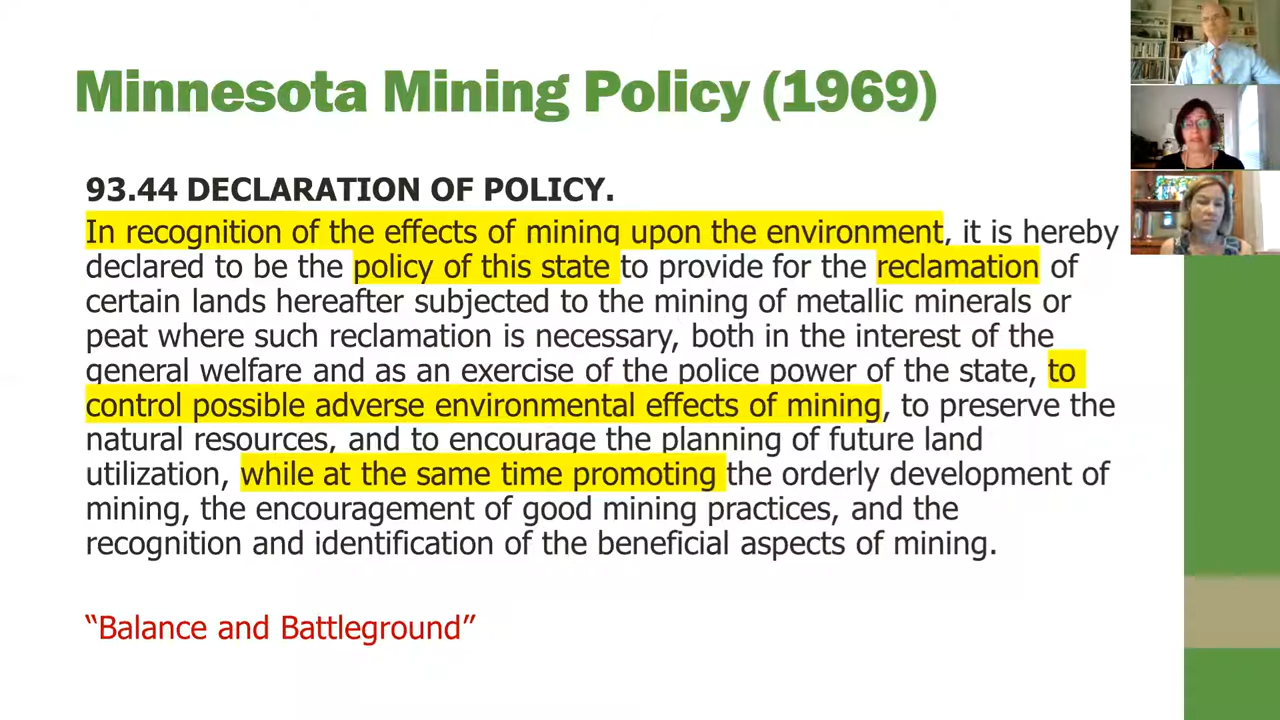 Minnesota Mining Policy (1969)
93.44 DECLARATION OF POLICY.
In recognition of the effects of mining upon the environment, it is hereby
declared to be the policy of this state to provide for the reclamation of
certain lands hereafter subjected to the mining of metallic minerals or
peat where such reclamation is necessary, both in the interest of the
general welfare and as an exercise of the police power of the state, to
control possible adverse environmental effects of mining, to preserve the
natural resources, and to encourage the planning of future land
utilization, while at the same time promoting the orderly development of
mining, the encouragement of good mining practices, and the
recognition and identification of the beneficial aspects of mining.
“Balance and Battleground”